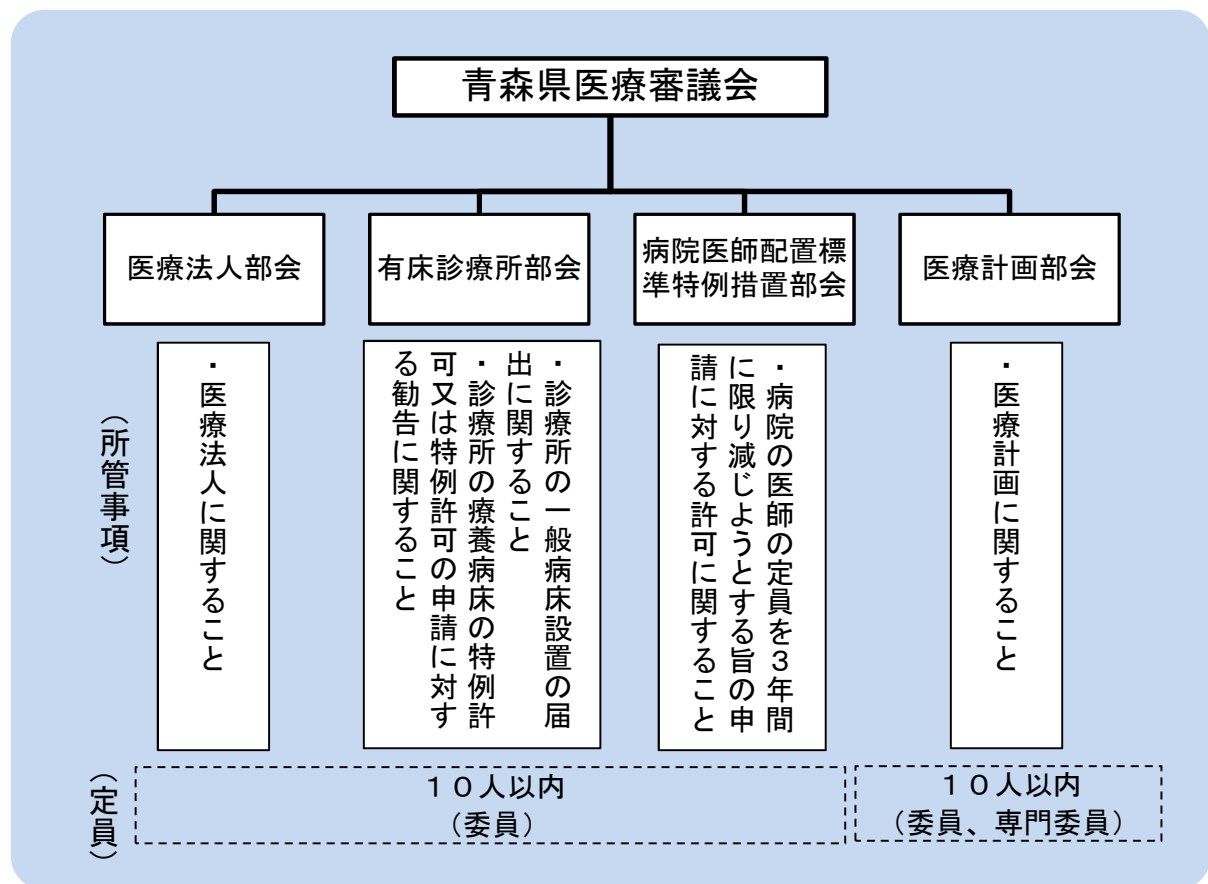 青森県医療審議会
医療法人部会
有床診療所部会
病院医師配置標
準特例措置部会
医療計画部会
（所管事項）
・医療法人に関すること
・診療所の一般病床設置の届
出に関すること
・診療所の療養病床の特例許
可又は特例許可の申請に対す
る勧告に関すること
・病院の医師の定員を３年間
に限り減じようとする旨の申
請に対する許可に関すること
・医療計画に関すること
（定員）
１０人以内
（委員）
１０人以内
（委員、専門委員）